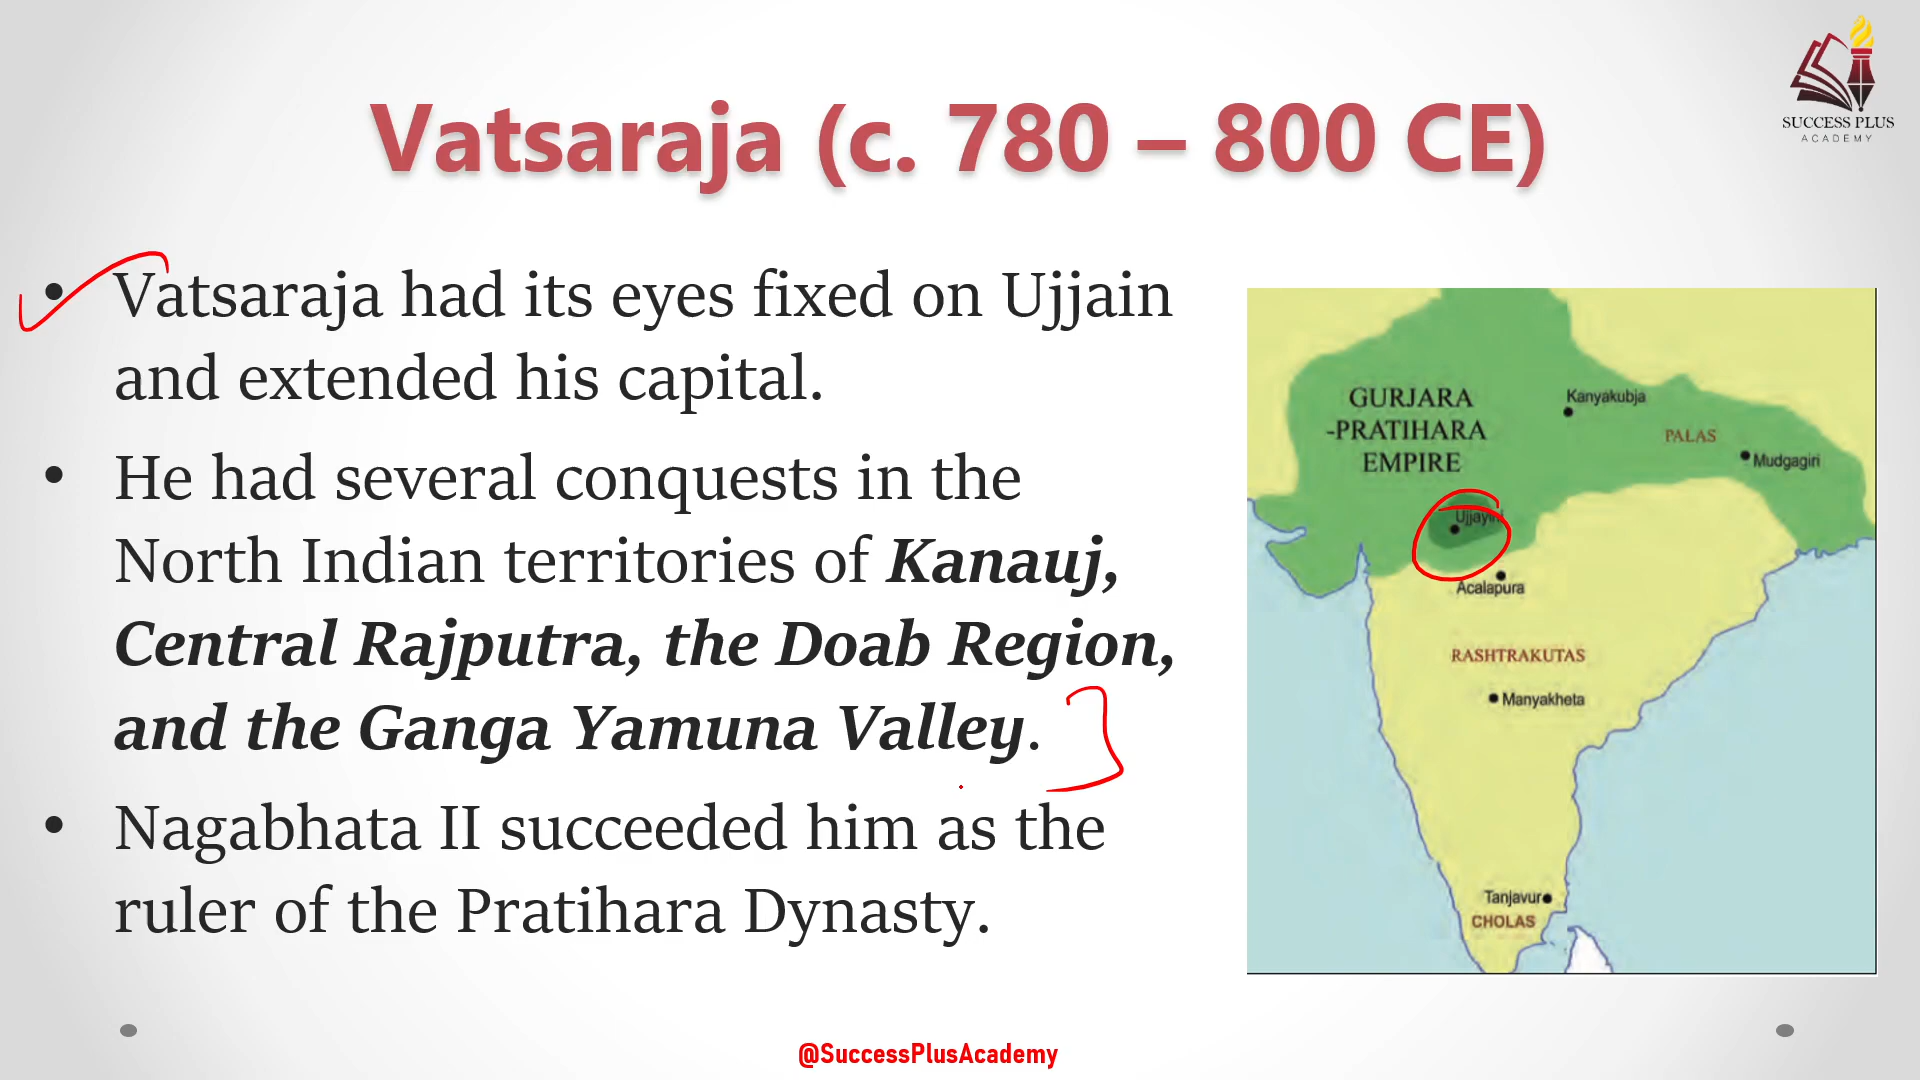 SUCCESS PLUS
ACADEMY
Vatsaraja (c. 780 – 800 CE)
• Vatsaraja had its eyes fixed on Ujjain
and extended his capital.
• He had several conquests in the
North Indian territories of Kanauj,
Central Rajputra, the Doab Region,
and the Ganga Yamuna Valley.
• Nagabhata II succeeded him as the
ruler of the Pratihara Dynasty.
GURJARA
-PRATIHARA
EMPIRE
Kanyakubja
PALAS
Mudgagiri
Ujjayini
Acalapura
RASHTRAKUTAS
Manyakheta
Tanjavur
CHOLAS
@SuccessPlusAcademy